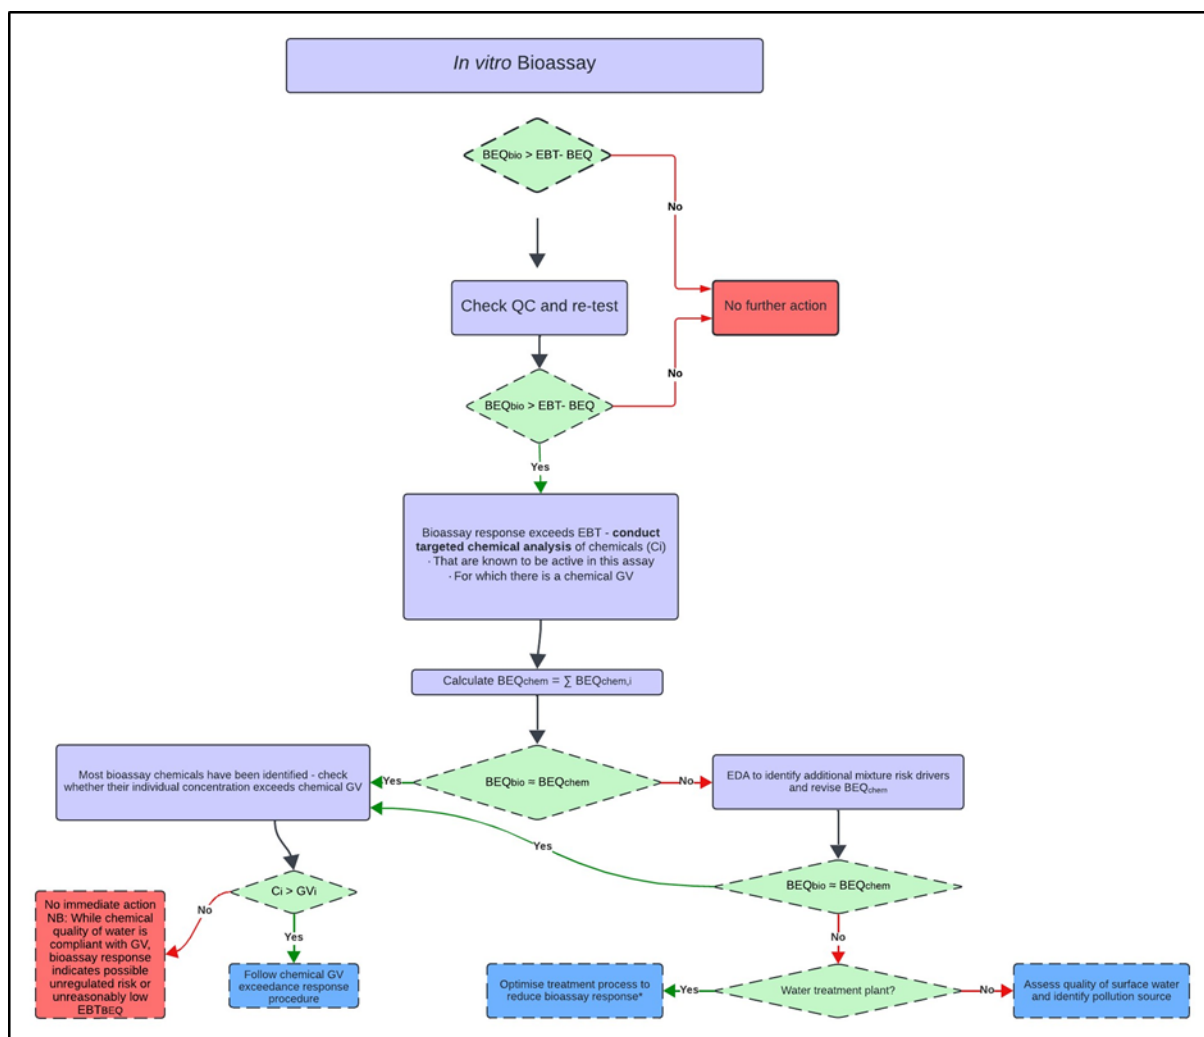 In vitro Bioassay
BEQbio > EBT- BEQ
No
Check QC and re-test
No further action
No
BEQbio > EBT- BEQ
Yes
Bioassay response exceeds EBT - conduct
targeted chemical analysis of chemicals (Ci)
· That are known to be active in this assay
· For which there is a chemical GV
Calculate BEQchem = ∑ BEQchem,i
Most bioassay chemicals have been identified - check
whether their individual concentration exceeds chemical GV
Yes
BEQbio ≈ BEQchem
No
EDA to identify additional mixture risk drivers
and revise BEQchem
Yes
Ci > GVi
BEQbio ≈ BEQchem
No
No immediate action
NB: While chemical
quality of water is
compliant with GV,
bioassay response
indicates possible
unregulated risk or
unreasonably low
EBTBEQ
Yes
No
Follow chemical GV
exceedance response
procedure
Optimise treatment process to
reduce bioassay response*
Yes
Water treatment plant?
No
Assess quality of surface water
and identify pollution source